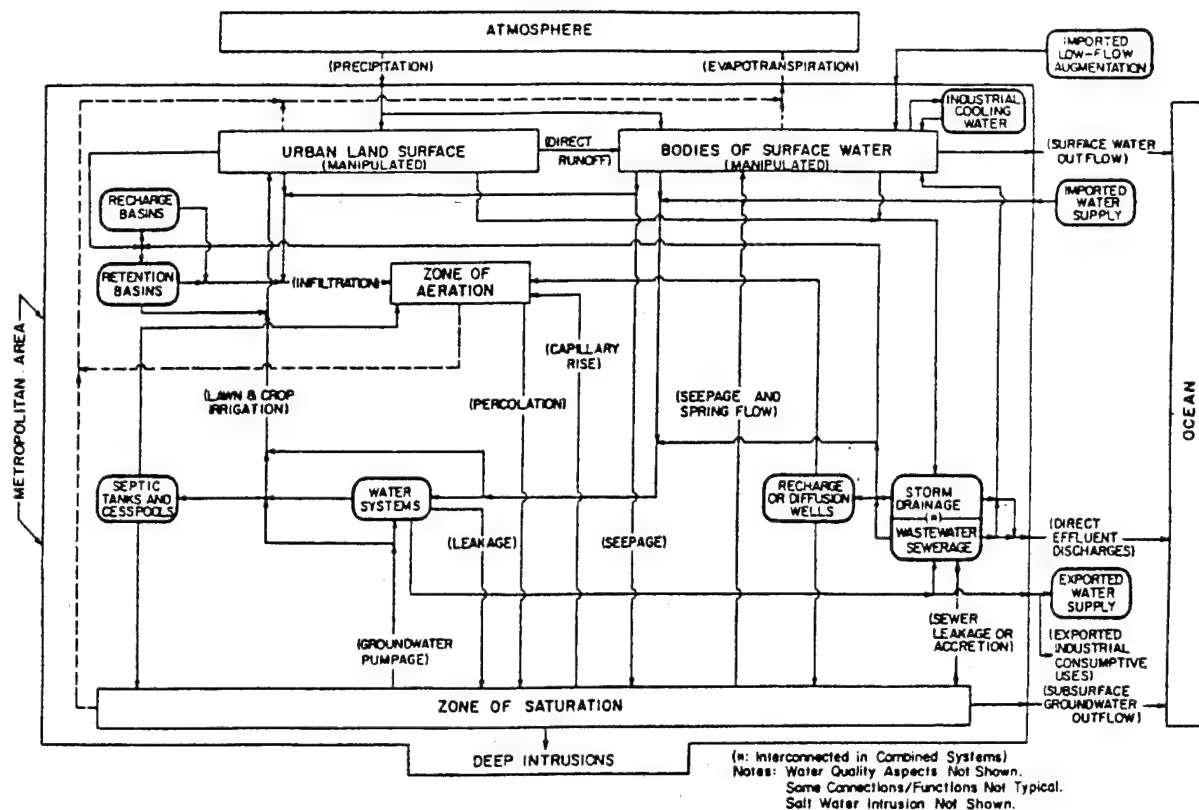 ATMOSPHERE
(PRECIPITATION)
(EVAPOTRANSPIRATION)
IMPORTED
LOW-FLOW
AUGMENTATION
INDUSTRIAL
COOLING
WATER
URBAN LAND SURFACE
(MANIPULATED)
(DIRECT
RUNOFF)
BODIES OF SURFACE WATER
(MANIPULATED)
(SURFACE WATER
OUTFLOW)
RECHARGE
BASINS
IMPORTED
WATER
SUPPLY
RETENTION
BASINS
(INFILTRATION)
ZONE OF
AERATION
(CAPILLARY
RISE)
(LAWN & CROP
IRRIGATION)
(PERCOLATION)
(SEEPAGE AND
SPRING FLOW)
METROPOLITAN AREA
OCEAN
SEPTIC
TANKS AND
CESSPOOLS
WATER
SYSTEMS
RECHARGE
OR DIFFUSION
WELLS
STORM
DRAINAGE
(*)
WASTEWATER
SEWERAGE
(LEAKAGE)
(SEEPAGE)
(DIRECT
EFFLUENT
DISCHARGES)
EXPORTED
WATER
SUPPLY
(GROUNDWATER
PUMPAGE)
(SEWER
LEAKAGE OR
ACCRETION)
(EXPORTED
INDUSTRIAL
CONSUMPTIVE
USES)
(SUBSURFACE
GROUNDWATER
OUTFLOW)
ZONE OF SATURATION
DEEP INTRUSIONS
(*: Interconnected in Combined Systems)
Notes: Water Quality Aspects Not Shown.
Some Connections/Functions Not Typical.
Salt Water Intrusion Not Shown.